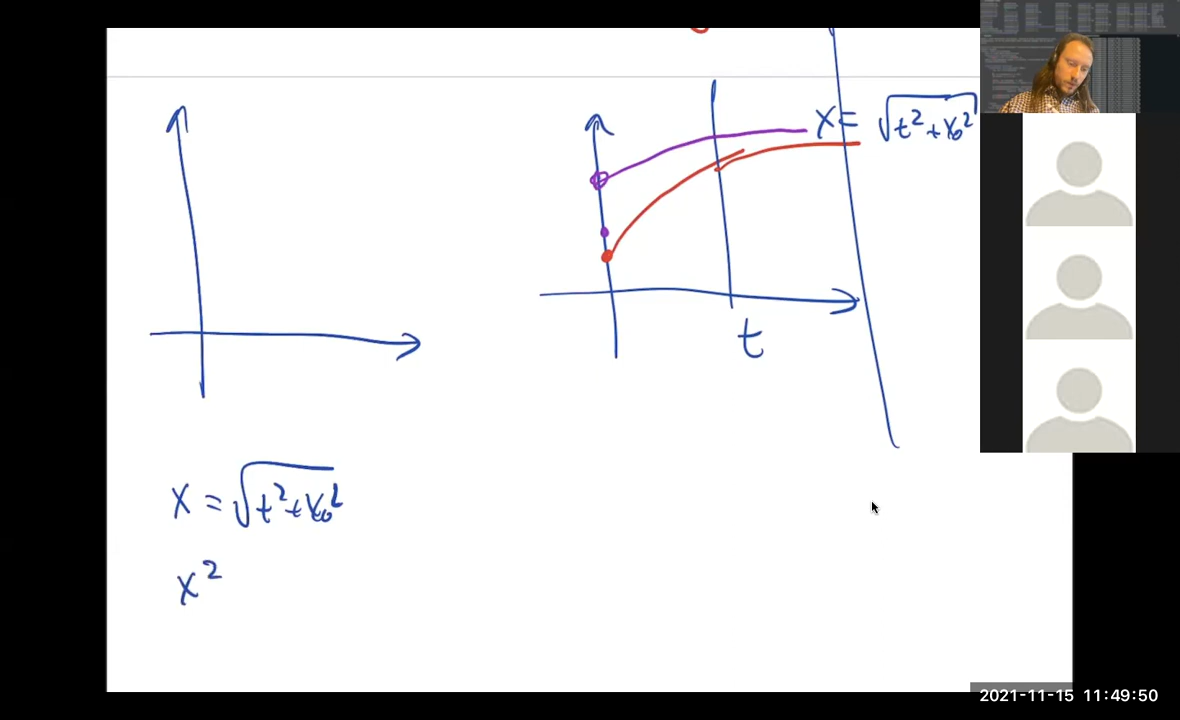 x = √t²+x₀²
t
x = √t²+x₀²
x²
2021-11-15 11:49:50